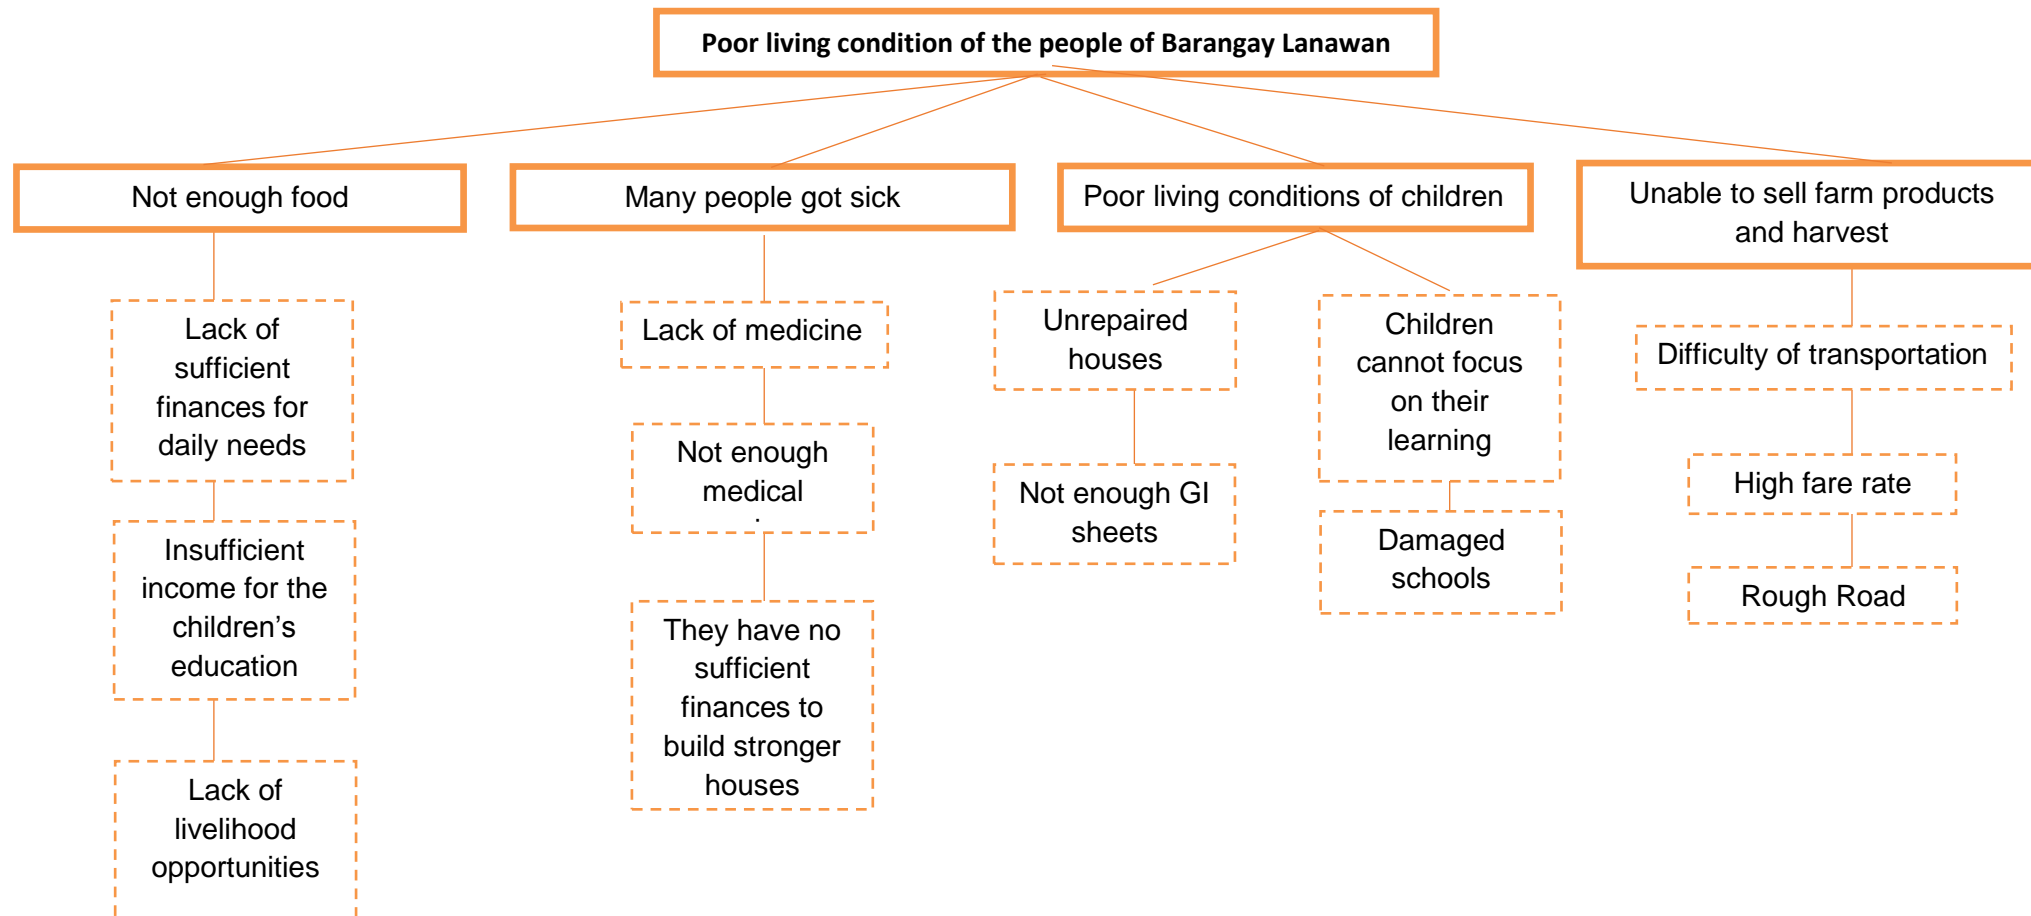 Poor living condition of the people of Barangay Lanawan
Not enough food
Many people got sick
Poor living conditions of children
Unable to sell farm products
and harvest
Lack of
sufficient
finances for
daily needs
Insufficient
income for the
children’s
education
Lack of
livelihood
opportunities
Lack of medicine
Not enough
medical
They have no
sufficient
finances to
build stronger
houses
Unrepaired
houses
Not enough GI
sheets
Children
cannot focus
on their
learning
Damaged
schools
Difficulty of transportation
High fare rate
Rough Road